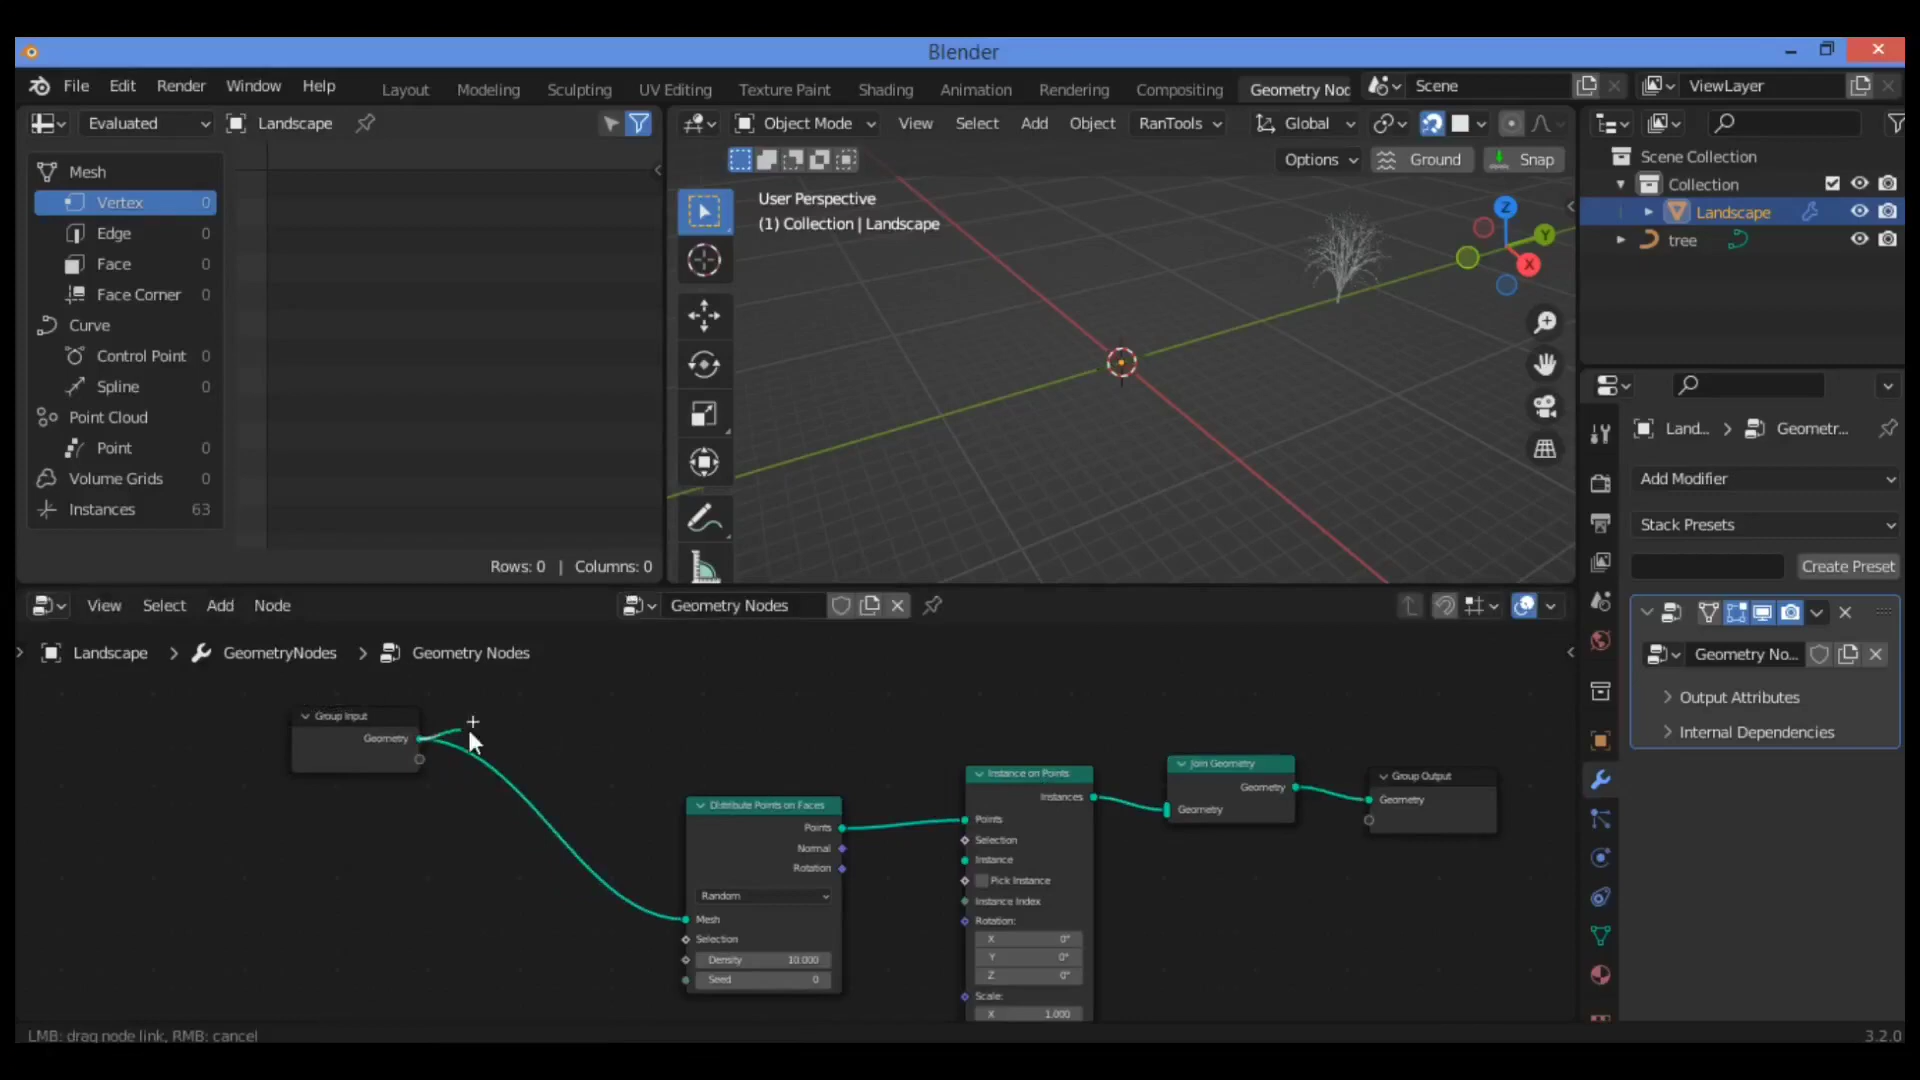 Blender
File Edit Render Window Help
Layout Modeling Sculpting UV Editing Texture Paint Shading Animation Rendering Compositing Geometry Noc
Scene
ViewLayer
Evaluated
Landscape
Object Mode View Select Add Object RanTools Global
Options Ground Snap
Mesh
Vertex 0
Edge 0
Face 0
Face Corner 0
Curve
Control Point 0
Spline 0
Point Cloud
Point 0
Volume Grids 0
Instances 63
Rows: 0 | Columns: 0
User Perspective
(1) Collection | Landscape
Z
Y
X
Scene Collection
Collection
Landscape
tree
Land... > Geometr...
Add Modifier
Stack Presets
Create Preset
Geometry No...
Output Attributes
Internal Dependencies
View Select Add Node
Geometry Nodes
Landscape > GeometryNodes > Geometry Nodes
Group Input
Geometry
Distribute Points on Faces
Points
Normal
Rotation
Random
Mesh
Selection
Density 10.000
Seed 0
Instance on Points
Instances
Points
Selection
Instance
Pick Instance
Instance Index
Rotation:
X 0°
Y 0°
Z 0°
Scale:
X 1.000
Join Geometry
Geometry
Geometry
Group Output
Geometry
LMB: drag node link, RMB: cancel
3.2.0